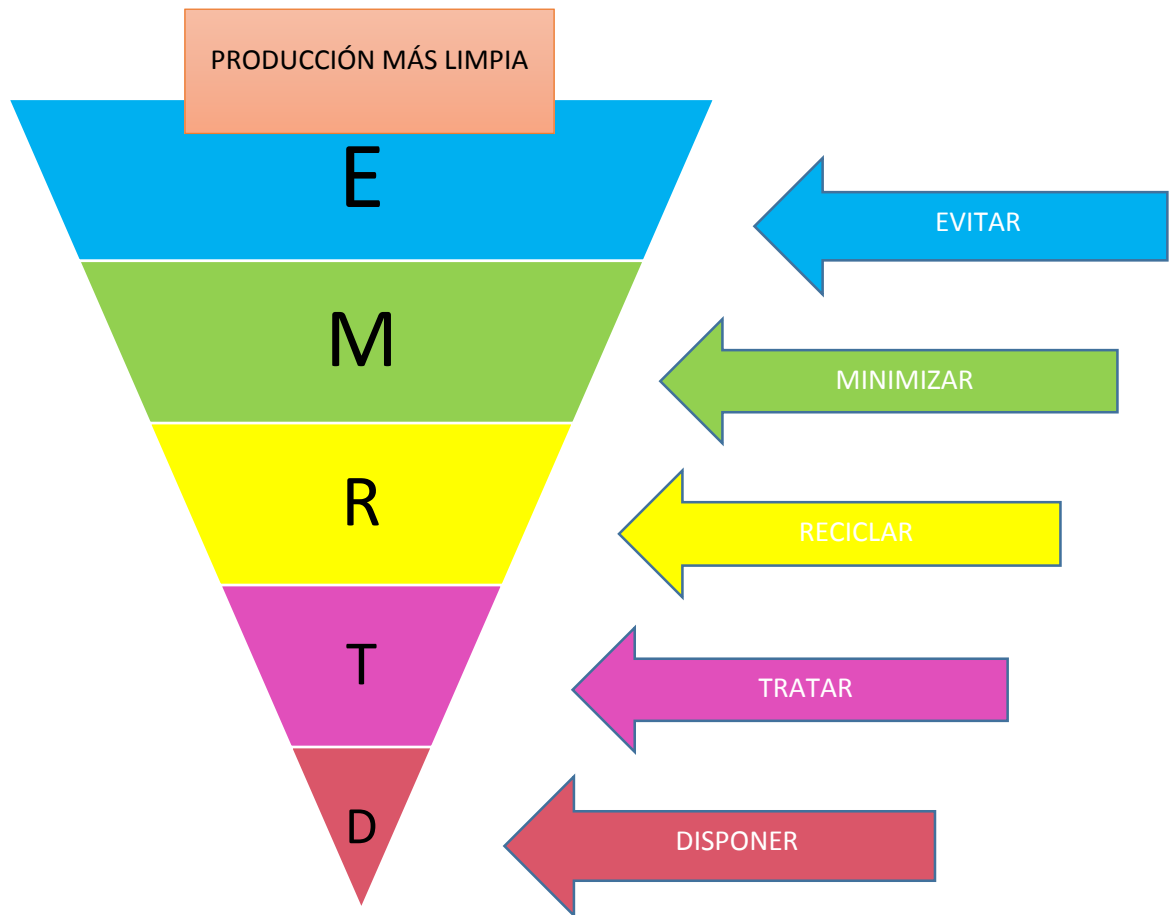 PRODUCCIÓN MÁS LIMPIA
E
EVITAR
M
MINIMIZAR
R
RECICLAR
T
TRATAR
D
DISPONER